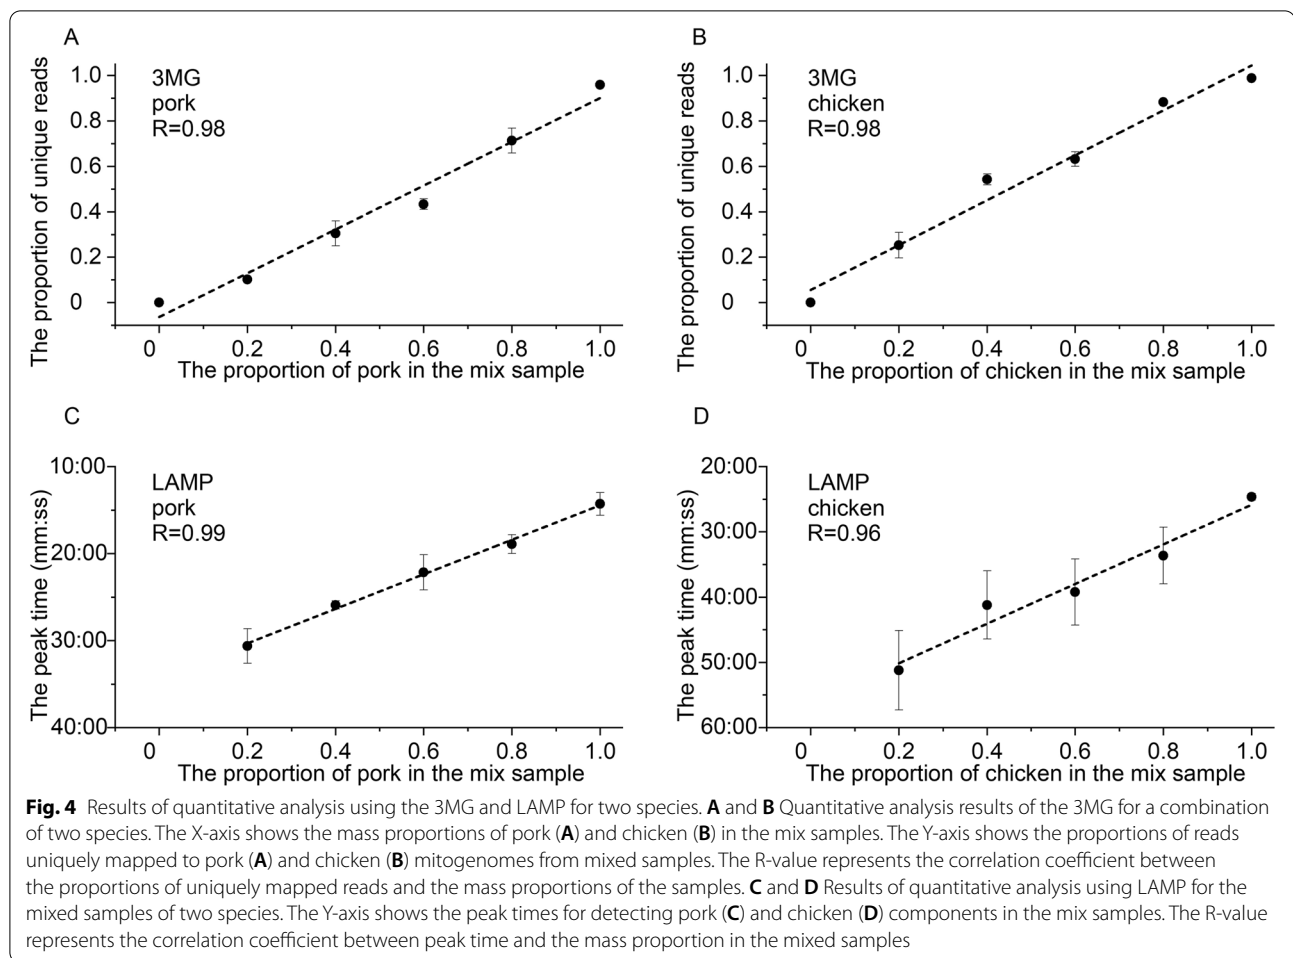 A
3MG
pork
R=0.98
The proportion of unique reads
1.0
0.8
0.6
0.4
0.2
0
0 0.2 0.4 0.6 0.8 1.0
The proportion of pork in the mix sample
B
3MG
chicken
R=0.98
The proportion of unique reads
1.0
0.8
0.6
0.4
0.2
0
0 0.2 0.4 0.6 0.8 1.0
The proportion of chicken in the mix sample
C
LAMP
pork
R=0.99
The peak time (mm:ss)
10:00
20:00
30:00
40:00
0 0.2 0.4 0.6 0.8 1.0
The proportion of pork in the mix sample
D
LAMP
chicken
R=0.96
The peak time (mm:ss)
20:00
30:00
40:00
50:00
60:00
0 0.2 0.4 0.6 0.8 1.0
The proportion of chicken in the mix sample
Fig. 4 Results of quantitative analysis using the 3MG and LAMP for two species. A and B Quantitative analysis results of the 3MG for a combination
of two species. The X-axis shows the mass proportions of pork (A) and chicken (B) in the mix samples. The Y-axis shows the proportions of reads
uniquely mapped to pork (A) and chicken (B) mitogenomes from mixed samples. The R-value represents the correlation coefficient between
the proportions of uniquely mapped reads and the mass proportions of the samples. C and D Results of quantitative analysis using LAMP for the
mixed samples of two species. The Y-axis shows the peak times for detecting pork (C) and chicken (D) components in the mix samples. The R-value
represents the correlation coefficient between peak time and the mass proportion in the mixed samples